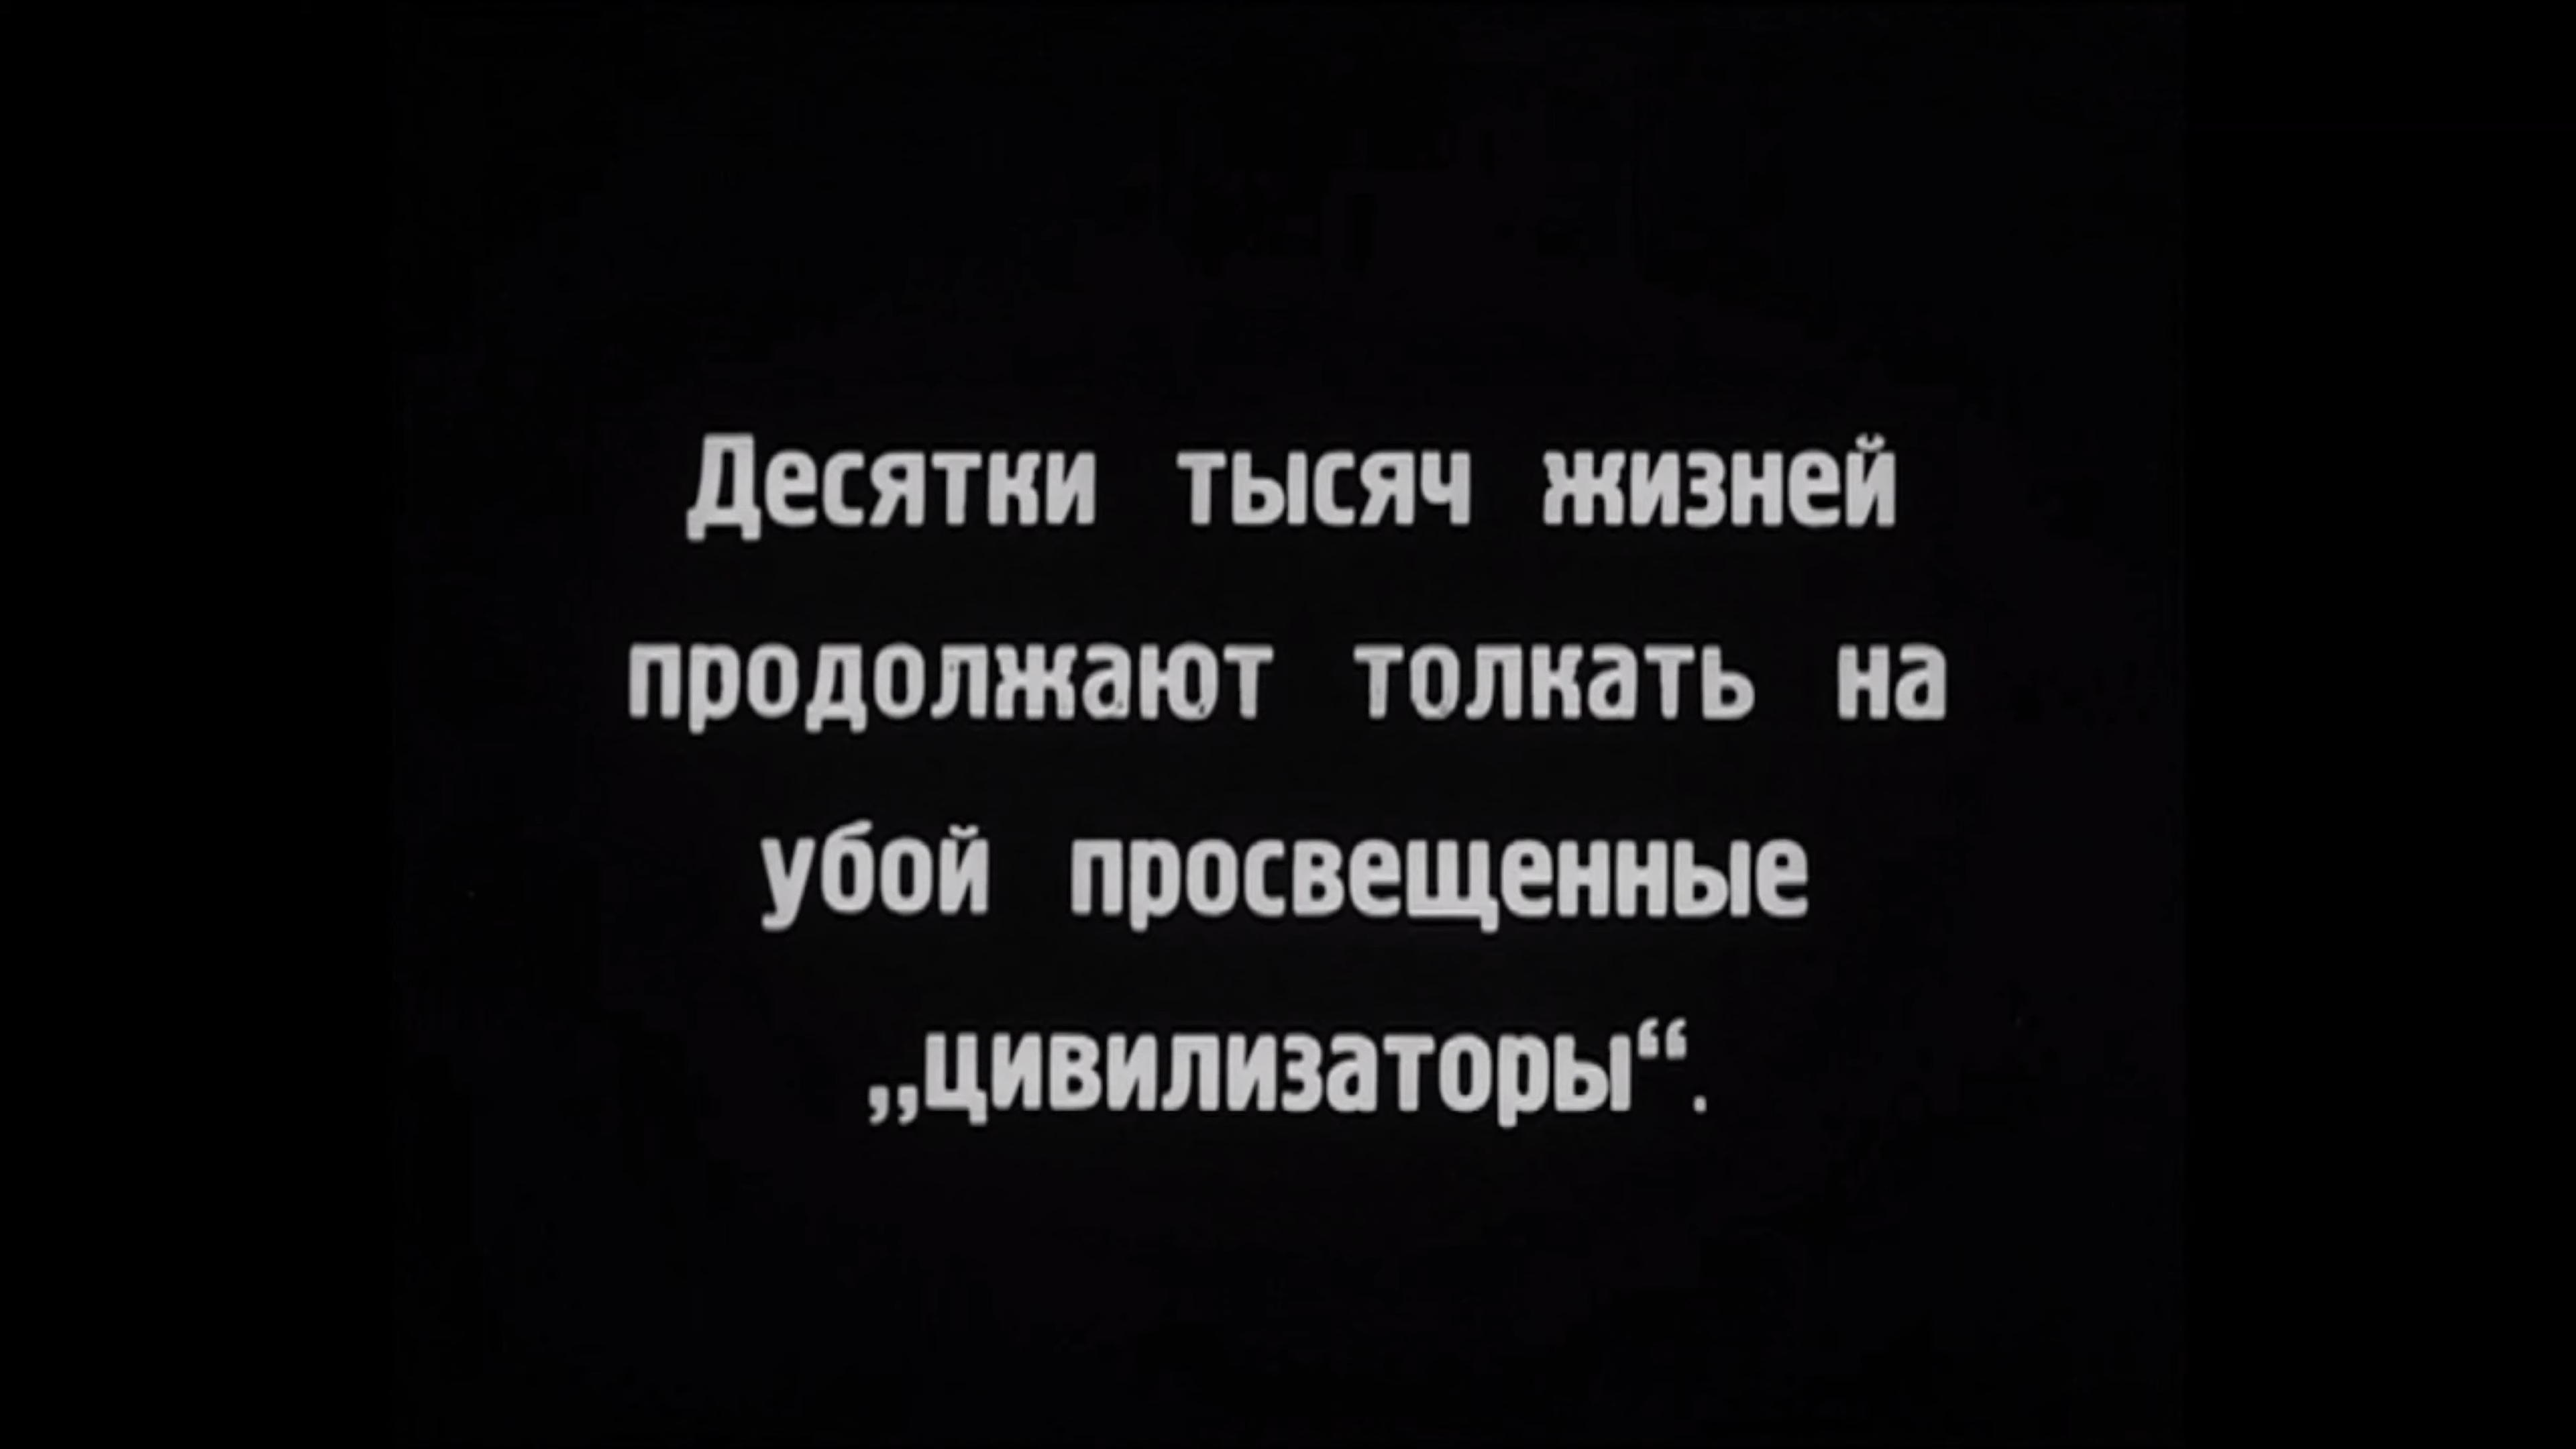 Десятки тысяч жизней
продолжают толкать на
убой просвещенные
„цивилизаторы“.